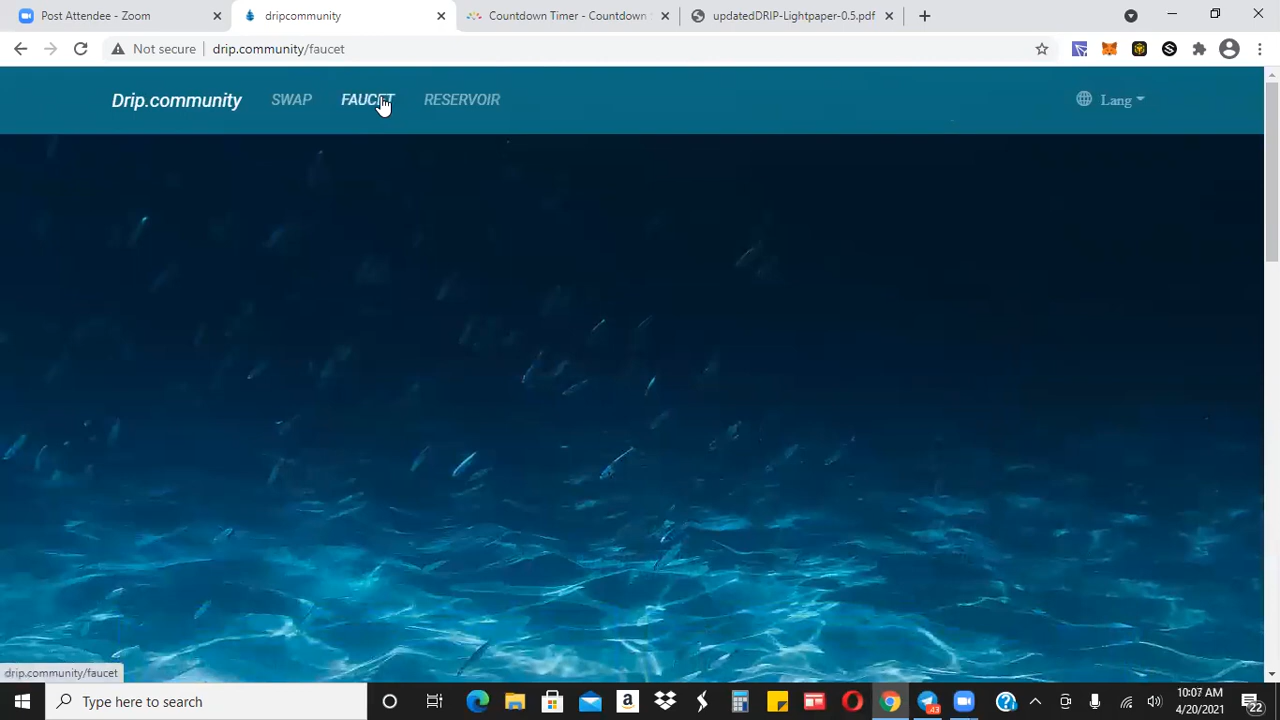 Post Attendee - Zoom
dripcommunity
Countdown Timer - Countdown
updatedDRIP-Lightpaper-0.5.pdf
Not secure
drip.community/faucet
Drip.community
SWAP
FAUCET
RESERVOIR
Lang
drip.community/faucet
Type here to search
43
10:07 AM
4/20/2021
22